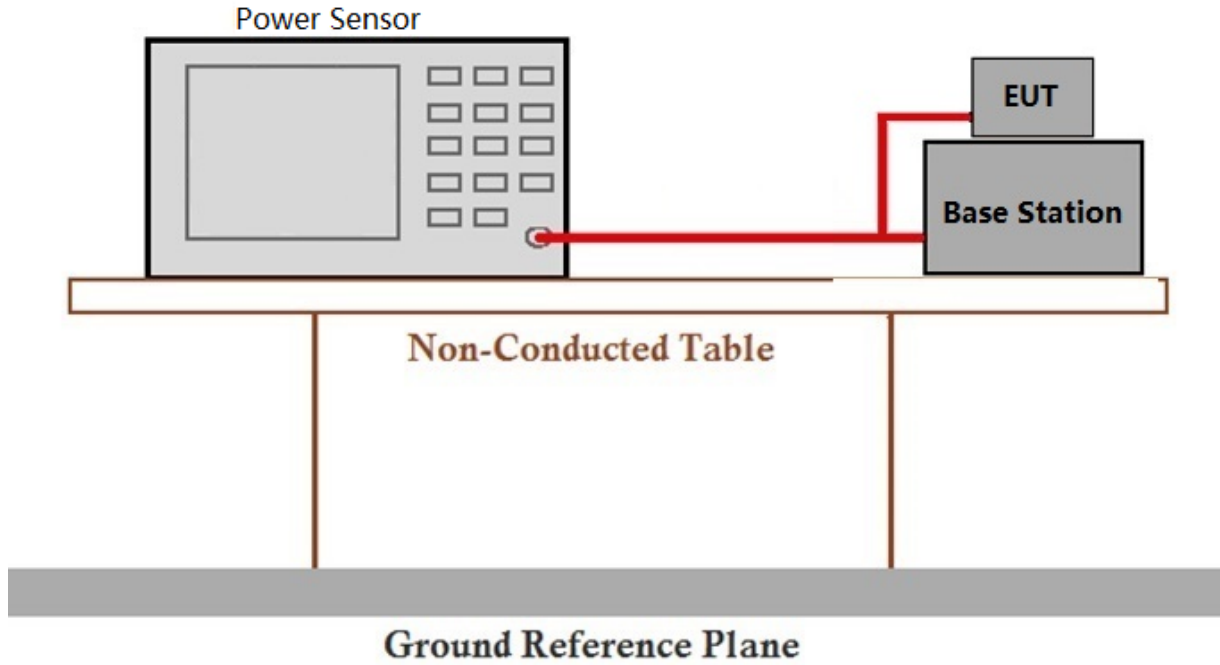 Power Sensor
EUT
Base Station
Non-Conducted Table
Ground Reference Plane